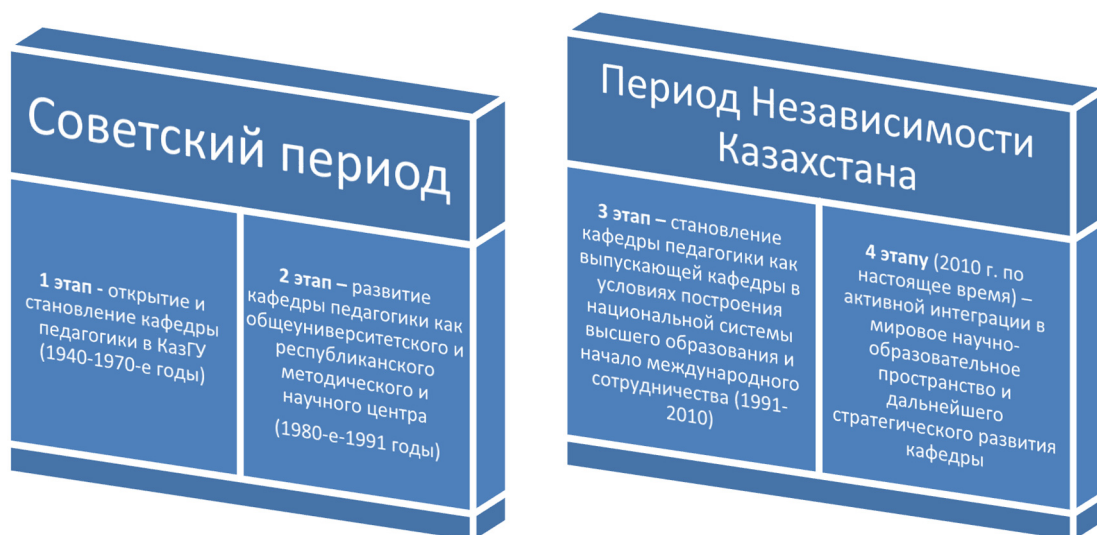 Советский период
1 этап - открытие и
становление кафедры
педагогики в КазГУ
(1940-1970-е годы)
2 этап – развитие
кафедры педагогики как
общеуниверситетского и
республиканского
методического и
научного центра
(1980-е-1991 годы)
Период Независимости
Казахстана
3 этап – становление
кафедры педагогики как
выпускающей кафедры в
условиях построения
национальной системы
высшего образования и
начало международного
сотрудничества (1991-
2010)
4 этапу (2010 г. по
настоящее время) –
активной интеграции в
мировое научно-
образовательное
пространство и
дальнейшего
стратегического развития
кафедры